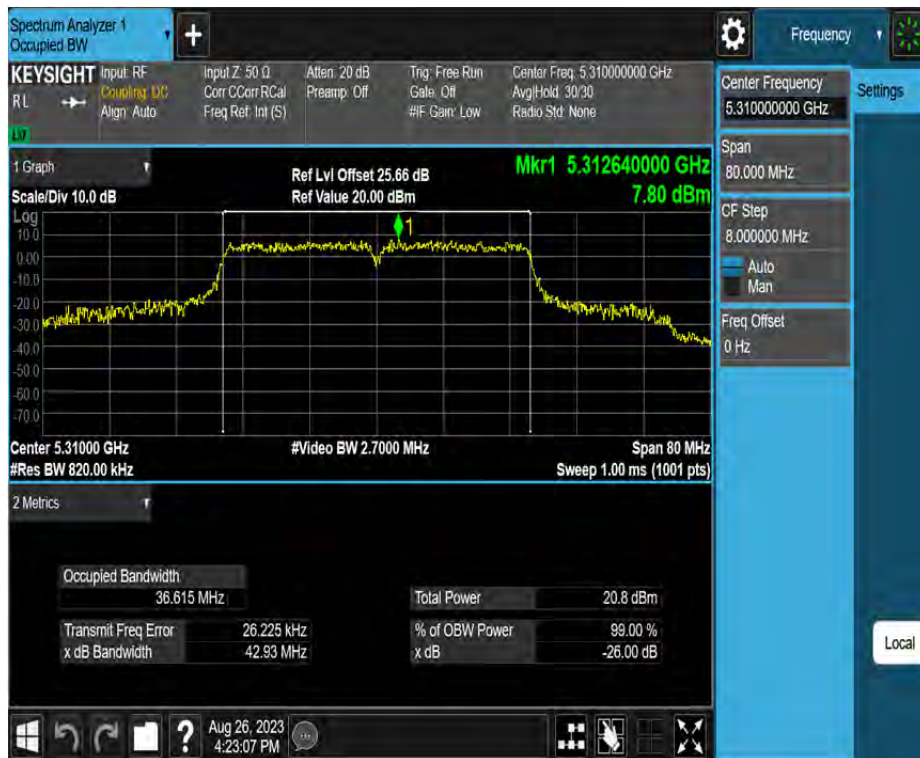 Spectrum Analyzer 1
Occupied BW
Frequency
KEYSIGHT
RL
Input: RF
Coupling: DC
Align: Auto
Input Z: 50 Ω
Corr CCorr RCal
Freq Ref: Int (S)
Atten: 20 dB
Preamp: Off
Trig: Free Run
Gate: Off
#IF Gain: Low
Center Freq: 5.310000000 GHz
Avg|Hold: 30/30
Radio Std: None
Center Frequency
5.310000000 GHz
Settings
Span
80.000 MHz
CF Step
8.000000 MHz
Auto
Man
Freq Offset
0 Hz
1 Graph
Scale/Div 10.0 dB
Ref Lvl Offset 25.66 dB
Ref Value 20.00 dBm
Mkr1 5.312640000 GHz
7.80 dBm
Log
1
10.0
0.00
-10.0
-20.0
-30.0
-40.0
-50.0
-60.0
-70.0
Center 5.31000 GHz
#Res BW 820.00 kHz
#Video BW 2.7000 MHz
Span 80 MHz
Sweep 1.00 ms (1001 pts)
2 Metrics
Occupied Bandwidth
36.615 MHz
Total Power 20.8 dBm
Transmit Freq Error 26.225 kHz
% of OBW Power 99.00 %
x dB Bandwidth 42.93 MHz
x dB -26.00 dB
Local
Aug 26, 2023
4:23:07 PM